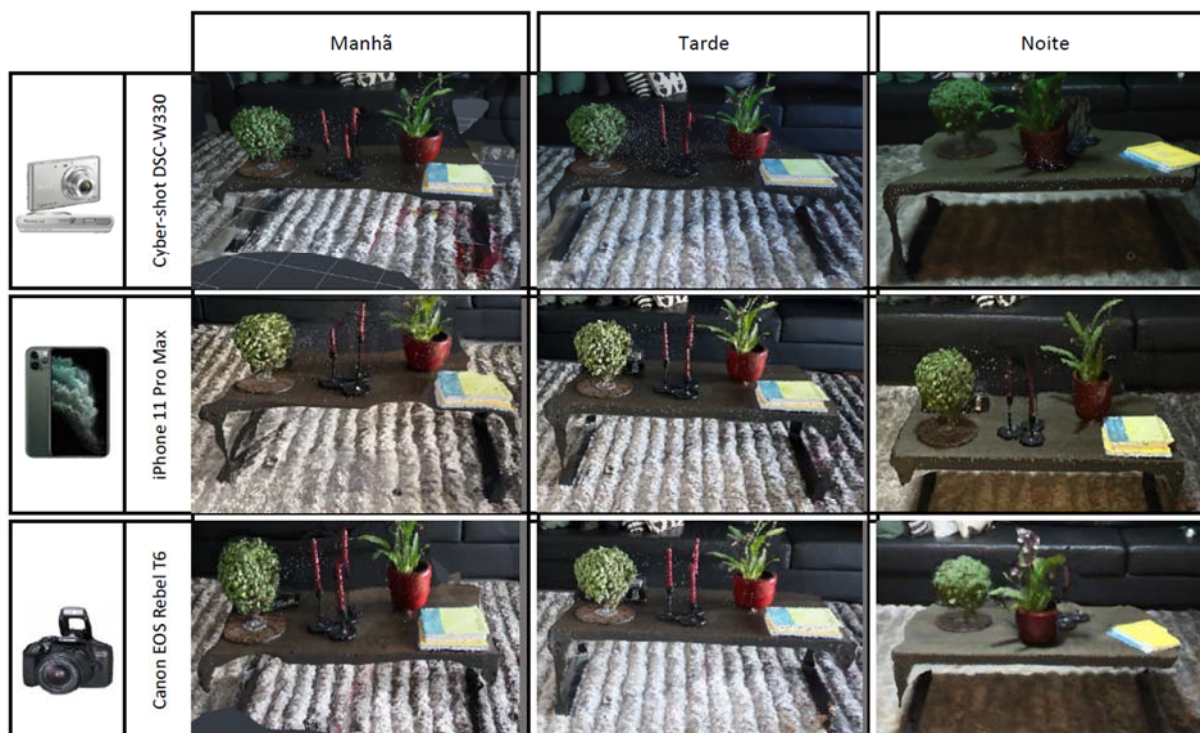 Manhã
Tarde
Noite
Cyber-shot DSC-W330
iPhone 11 Pro Max
Canon EOS Rebel T6